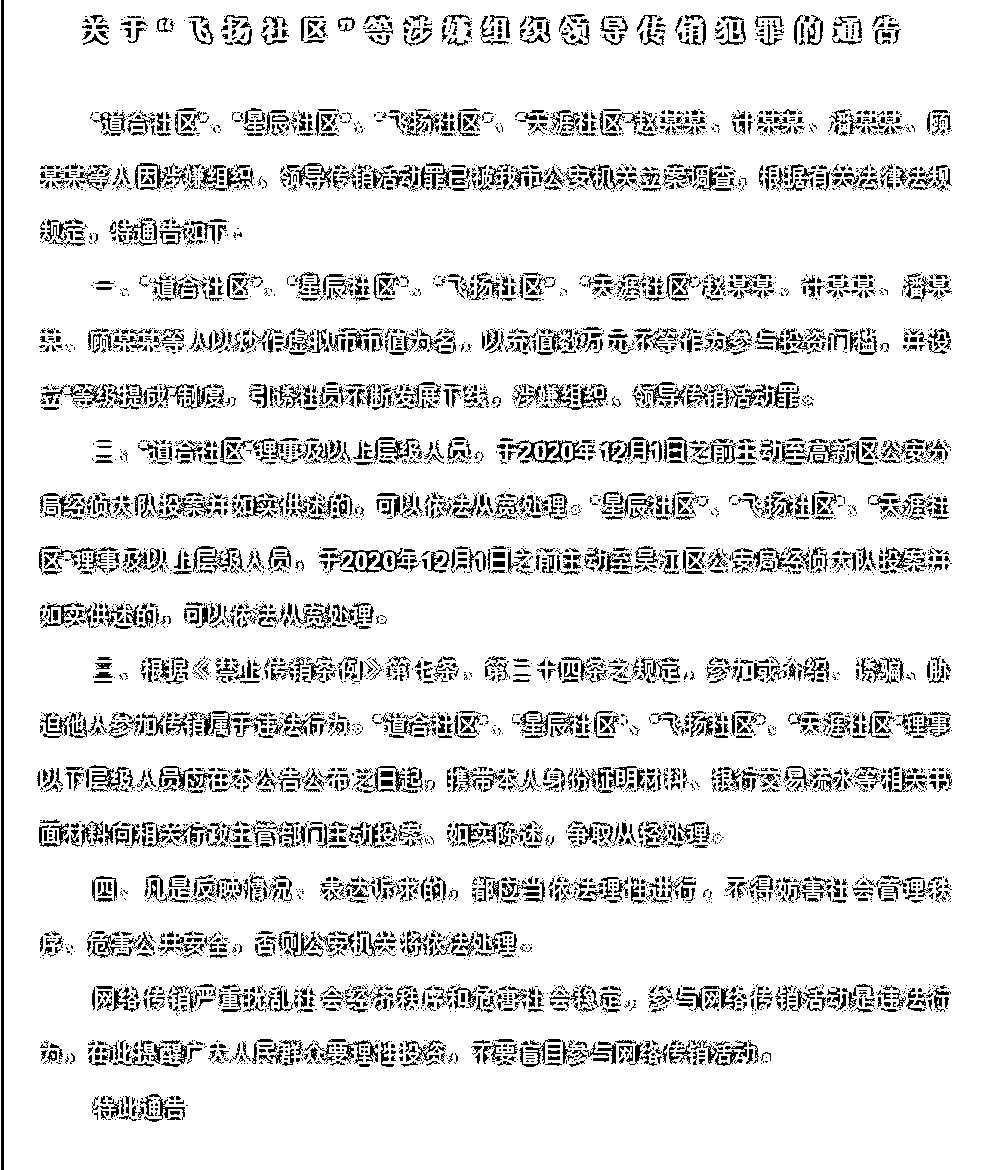 关于“飞扬社区”等涉嫌组织领导传销犯罪的通告
“道合社区”、“星辰社区”、“飞扬社区”、“天涯社区”赵某某、计某某、潘某某、顾
某某等人因涉嫌组织、领导传销活动罪已被我市公安机关立案调查，根据有关法律法规
规定，特通告如下。
一、“道合社区”、“星辰社区”、“飞扬社区”、“天涯社区”赵某某、计某某、潘某
某、顾某某等人以炒作虚拟币币值为名，以充值数万元不等作为参与投资门槛，并设
立“等级提成”制度，引诱社员不断发展下线，涉嫌组织、领导传销活动罪。
二、“道合社区”理事及以上层级人员，于2020年12月1日之前主动至高新区公安分
局经侦大队投案并如实供述的，可以依法从宽处理。“星辰社区”、“飞扬社区”、“天涯社
区”理事及以上层级人员，于2020年12月1日之前主动至吴江区公安局经侦大队投案并
如实供述的，可以依法从宽处理。
三、根据《禁止传销条例》第七条、第二十四条之规定，参加或介绍、诱骗、胁
迫他人参加传销属于违法行为。“道合社区”、“星辰社区”、“飞扬社区”、“天涯社区”理事
以下层级人员应在本公告公布之日起，携带本人身份证明材料、银行交易流水等相关书
面材料向相关行政主管部门主动投案、如实陈述，争取从轻处理。
四、凡是反映情况、表达诉求的，都应当依法理性进行，不得妨害社会管理秩
序、危害公共安全，否则公安机关将依法处理。
网络传销严重扰乱社会经济秩序和危害社会稳定，参与网络传销活动是违法行
为，在此提醒广大人民群众要理性投资，不要盲目参与网络传销活动。
特此通告